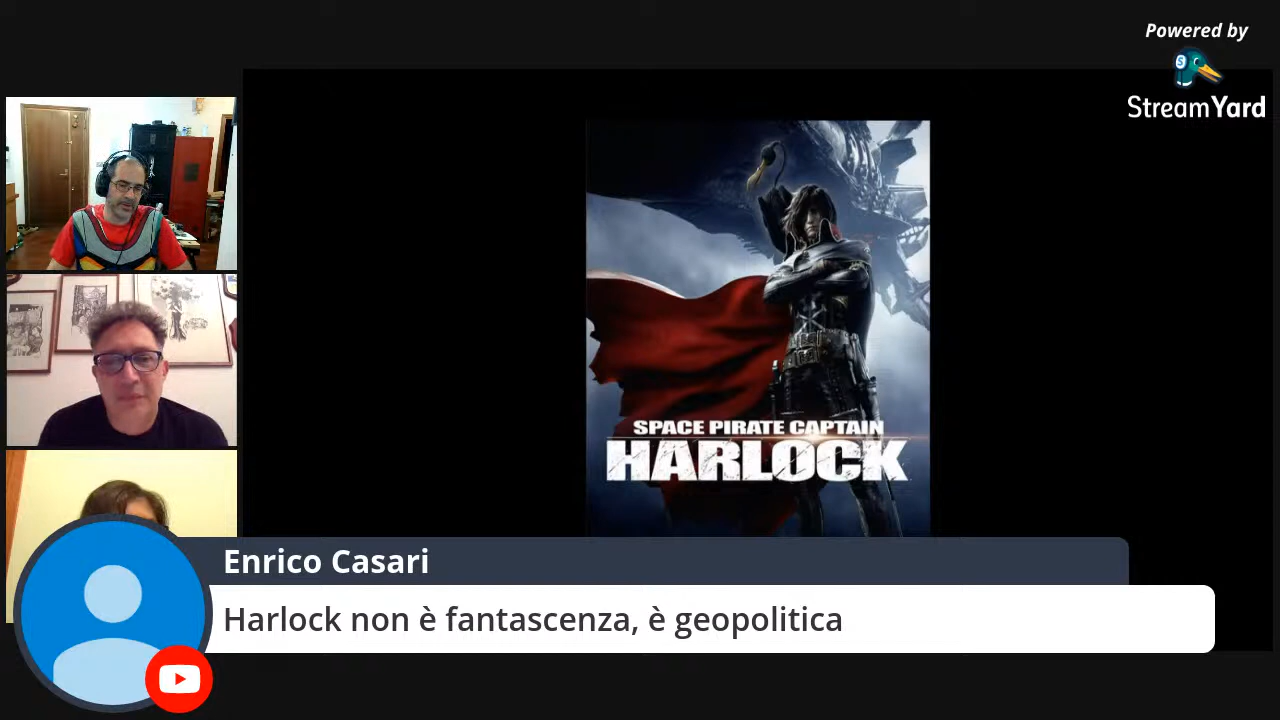 Powered by
StreamYard
SPACE PIRATE CAPTAIN
HARLOCK
Enrico Casari
Harlock non è fantascenza, è geopolitica